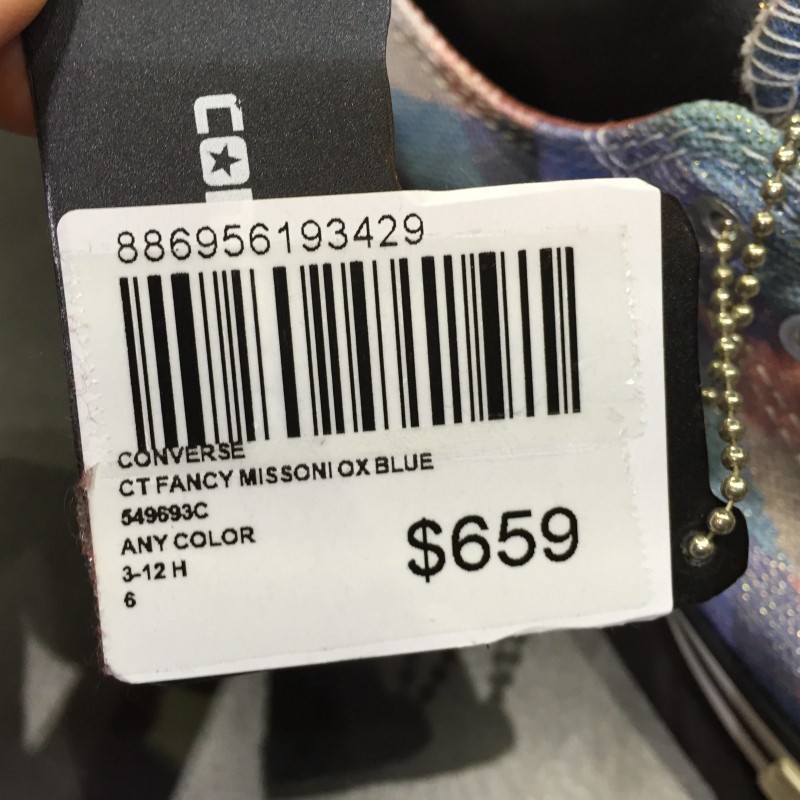 886956193429
CONVERSE
CT FANCY MISSONI OX BLUE
549693C
ANY COLOR
3-12 H
6
$659